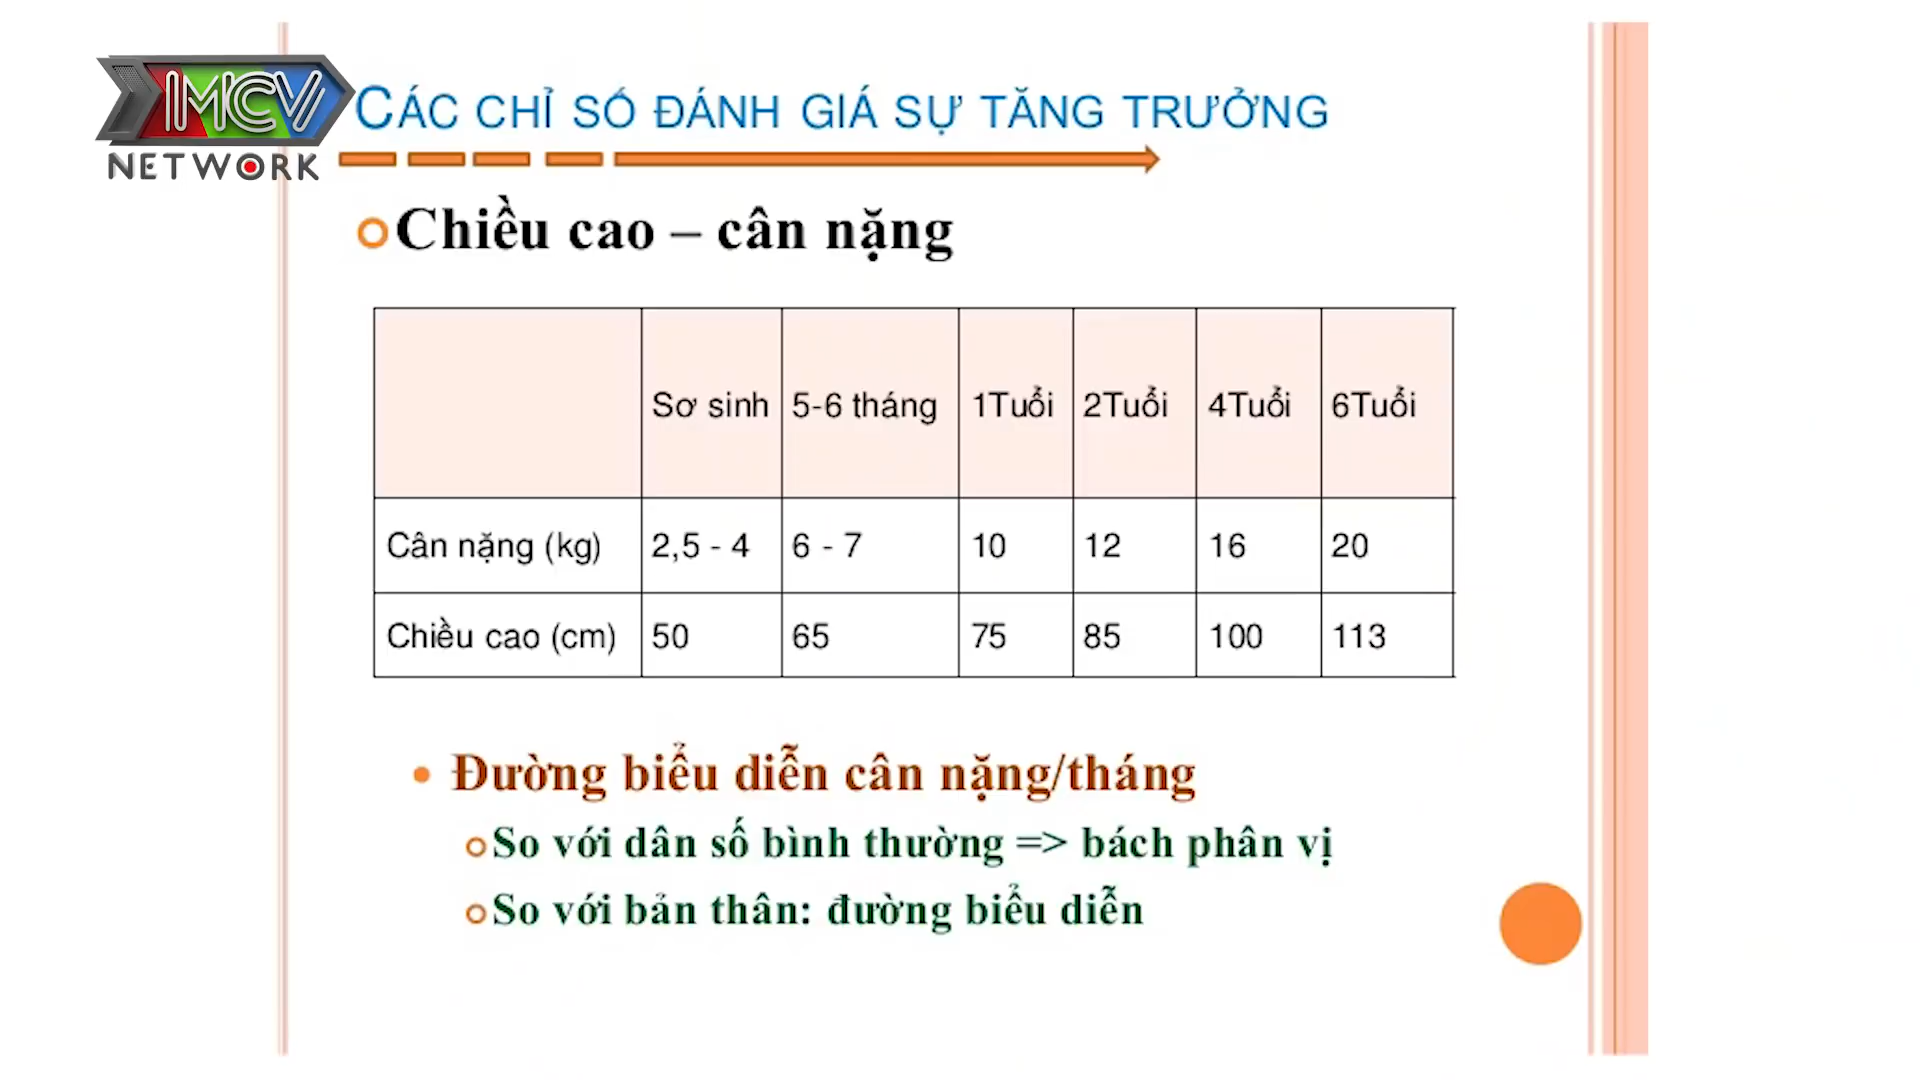 MCV
NETWORK
CÁC CHỈ SỐ ĐÁNH GIÁ SỰ TĂNG TRƯỞNG
Chiều cao – cân nặng
Sơ sinh 5-6 tháng 1Tuổi 2Tuổi 4Tuổi 6Tuổi
Cân nặng (kg) 2,5 - 4 6 - 7 10 12 16 20
Chiều cao (cm) 50 65 75 85 100 113
• Đường biểu diễn cân nặng/tháng
So với dân số bình thường => bách phân vị
So với bản thân: đường biểu diễn